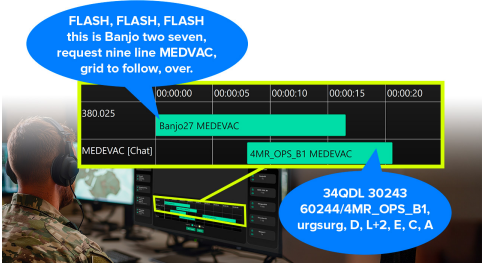 FLASH, FLASH, FLASH
this is Banjo two seven,
request nine line MEDVAC,
grid to follow, over.
00:00:00 00:00:05 00:00:10 00:00:15 00:00:20
380.025
Banjo27 MEDEVAC
MEDEVAC [Chat]
4MR_OPS_B1 MEDEVAC
34QDL 30243
60244/4MR_OPS_B1,
urgsurg, D, L+2, E, C, A